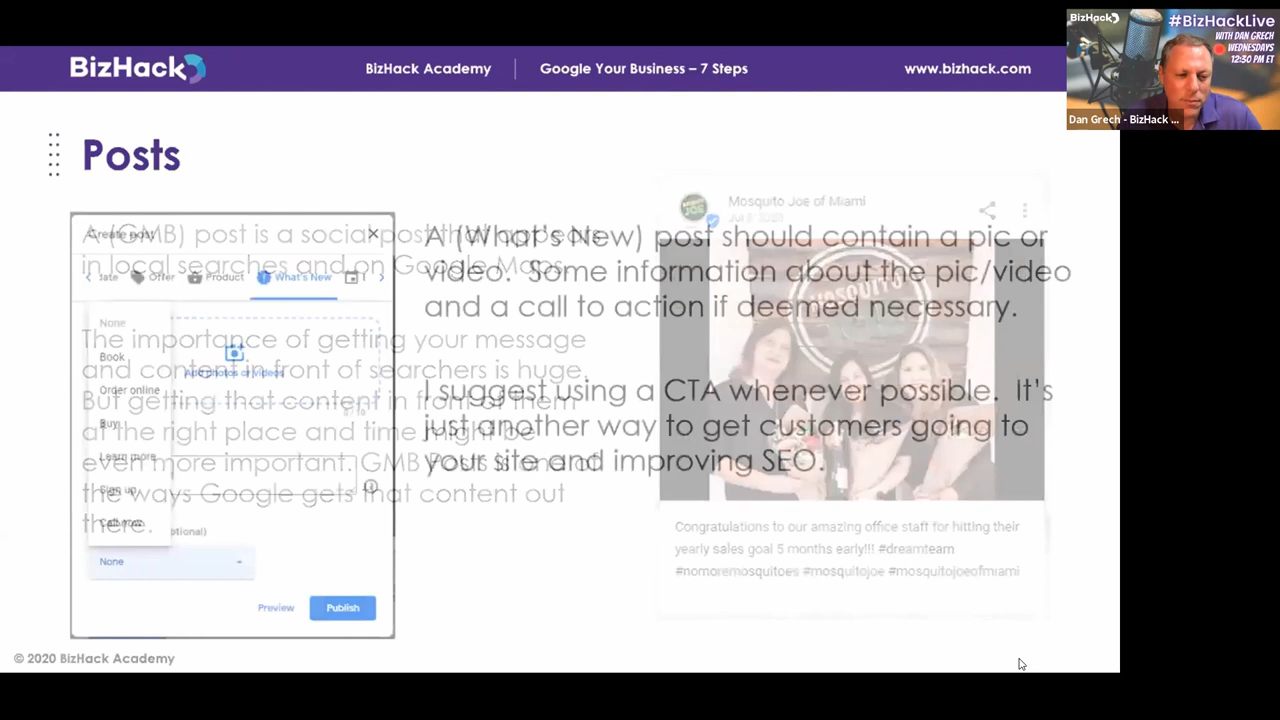 BizHack
BizHack Academy
Google Your Business – 7 Steps
www.bizhack.com
BizHack
#BizHackLive
WITH DAN GRECH
WEDNESDAYS
12:30 PM ET
Dan Grech - BizHack ...
Posts
A (GMB) post is a social post that appears
in local searches and on Google Maps.
The importance of getting your message
and content in front of searchers is huge.
But getting that content in front of them
at the right place and time might be
even more important. GMB Posts is one of
the ways Google gets that content out
there.
Create post
Offer
Product
What's New
None
Book
Order online
Buy
Learn more
Sign up
Call now
Add photos or videos
(optional)
None
Preview
Publish
A (What's New) post should contain a pic or
video. Some information about the pic/video
and a call to action if deemed necessary.
I suggest using a CTA whenever possible. It's
just another way to get customers going to
your site and improving SEO.
Mosquito Joe of Miami
MOSQUITO
Congratulations to our amazing office staff for hitting their
yearly sales goal 5 months early!!! #dreamteam
#nomoremosquitoes #mosquitojoe #mosquitojoeofmiami
© 2020 BizHack Academy